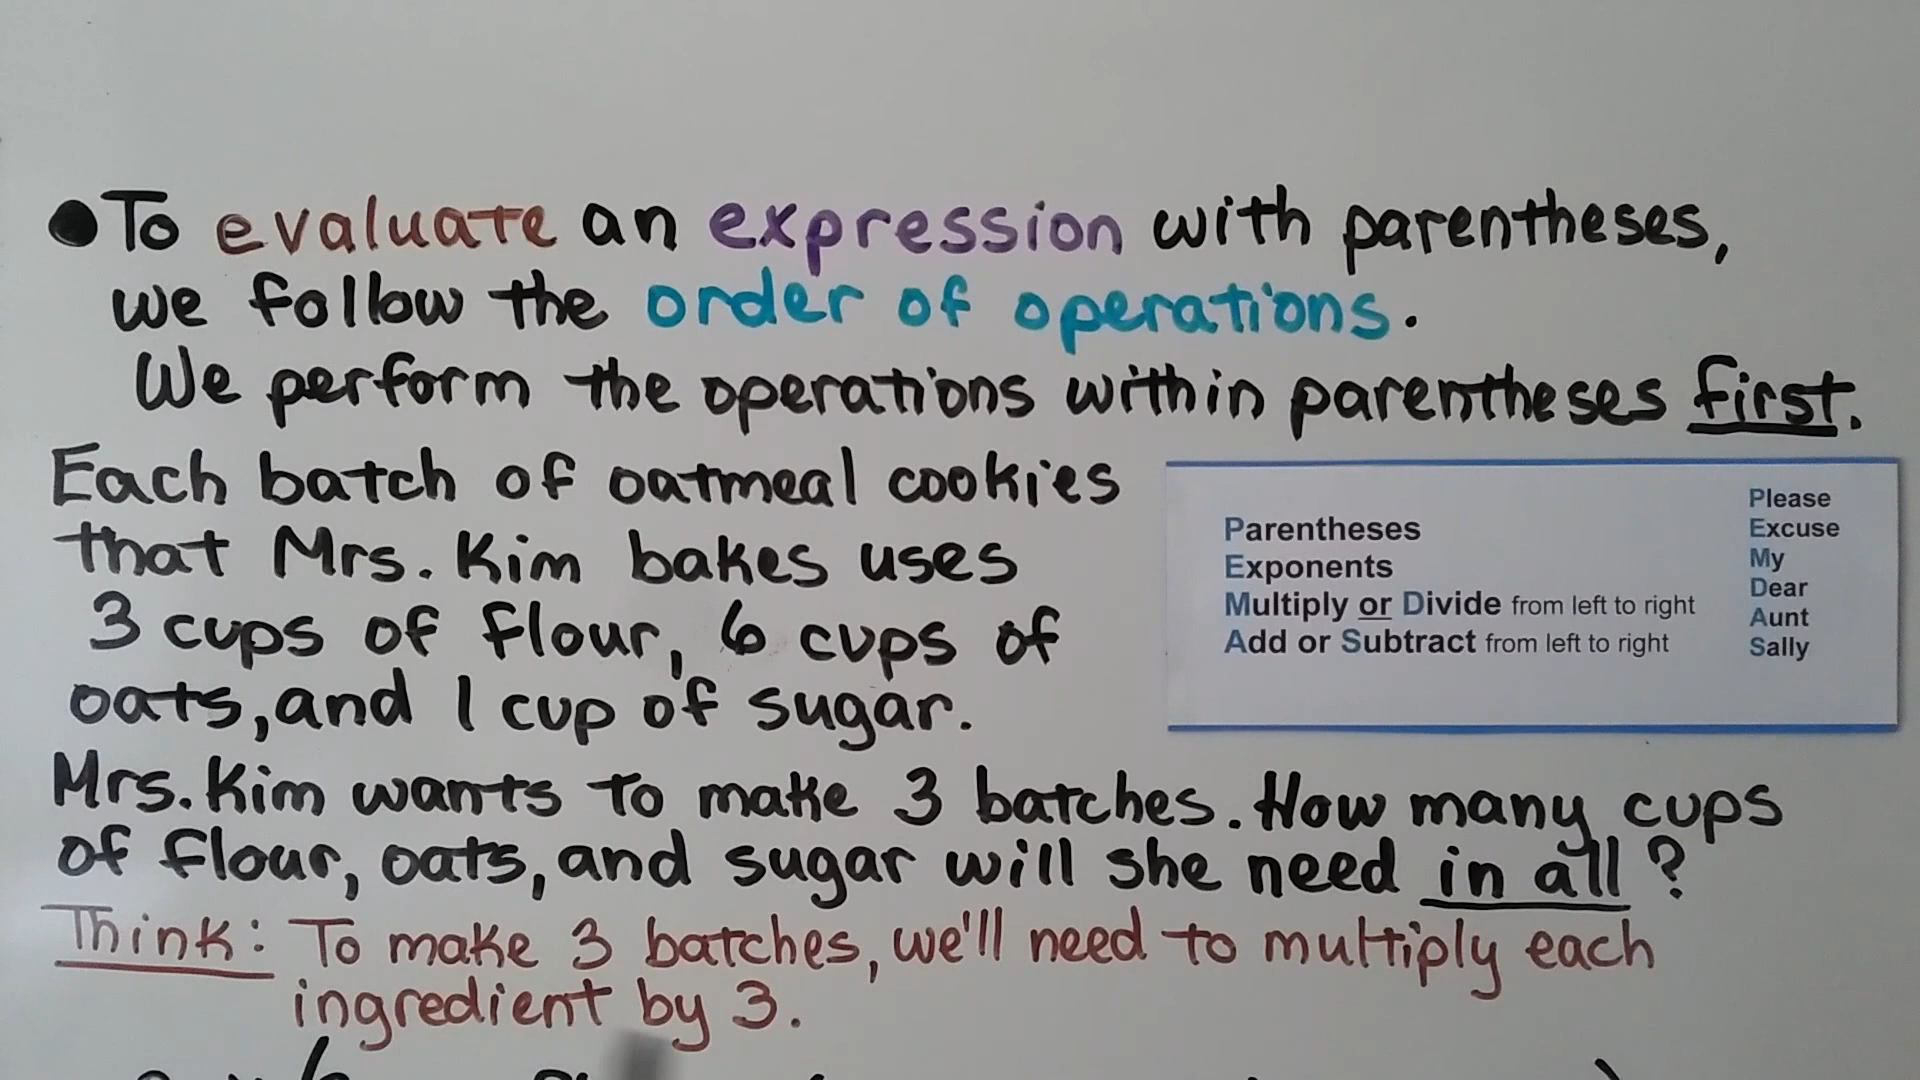 To evaluate an expression with parentheses,
we follow the order of operations.
We perform the operations within parentheses first.
Each batch of oatmeal cookies
that Mrs. Kim bakes uses
3 cups of flour, 6 cups of
oats, and 1 cup of sugar.
Parentheses
Exponents
Multiply or Divide from left to right
Add or Subtract from left to right
Please
Excuse
My
Dear
Aunt
Sally
Mrs. Kim wants to make 3 batches. How many cups
of flour, oats, and sugar will she need in all?
Think: To make 3 batches, we'll need to multiply each
ingredient by 3.